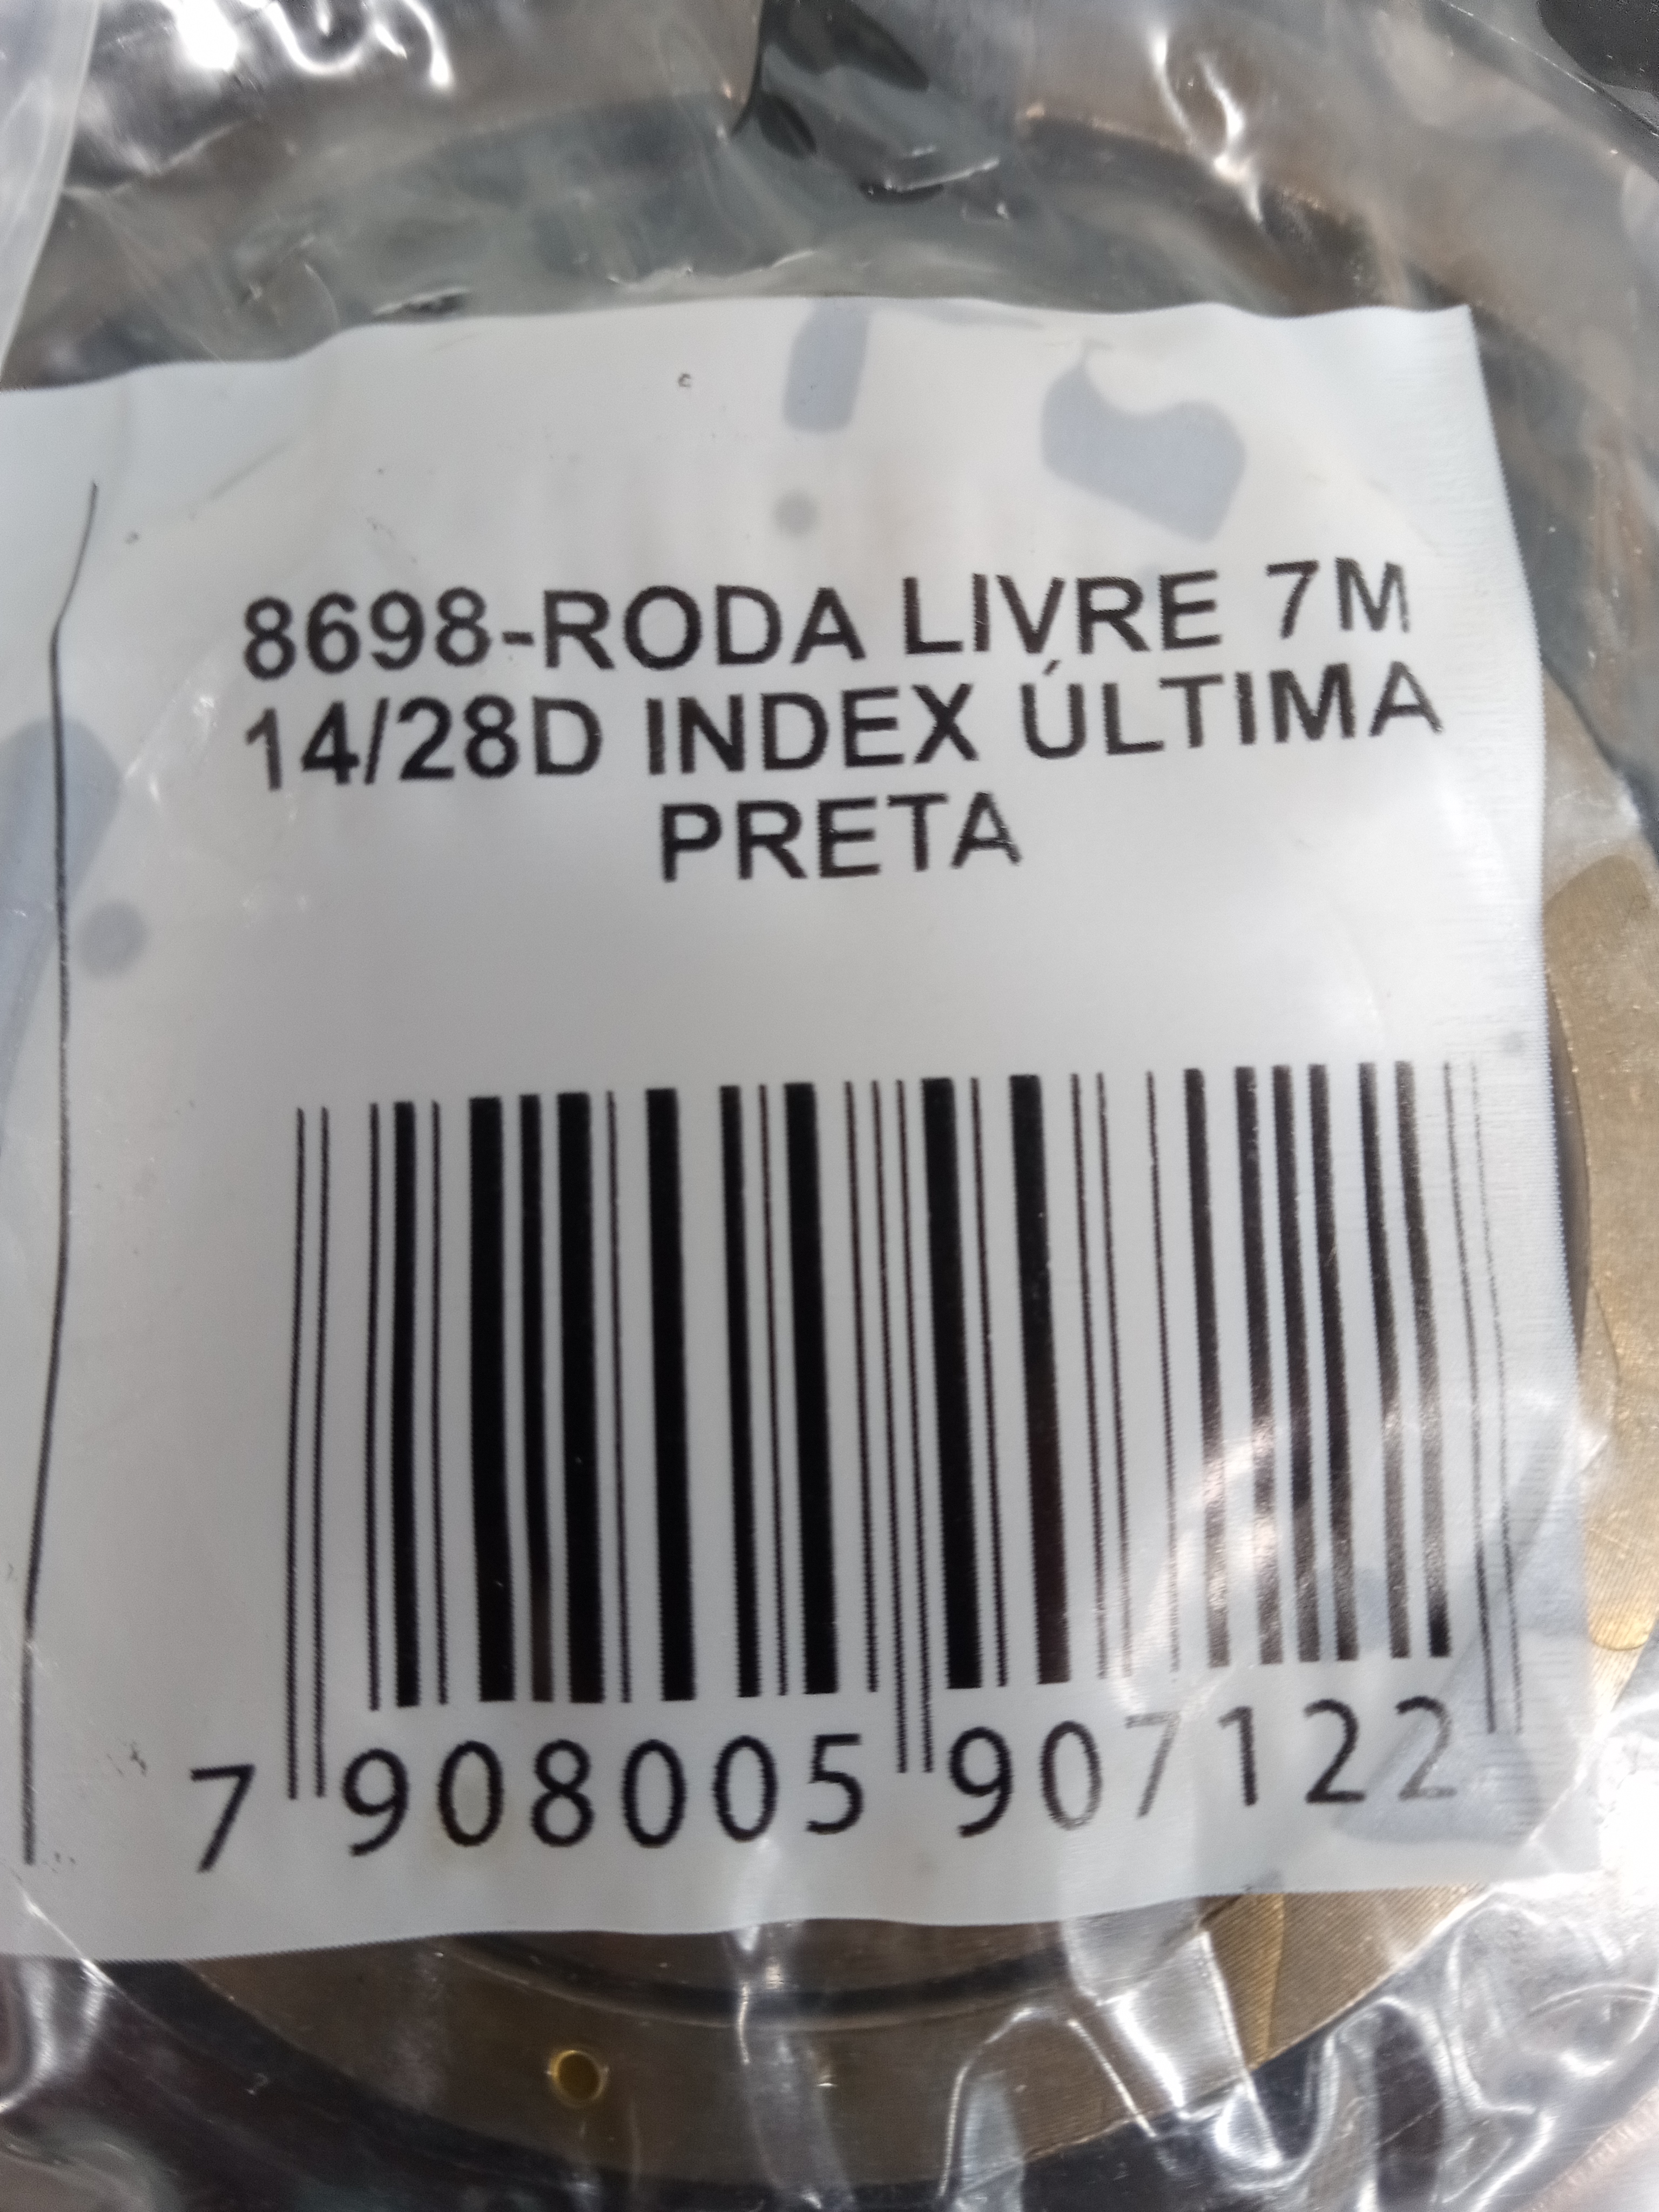 8698-RODA LIVRE 7M
14/28D INDEX ÚLTIMA
PRETA
7 908005 907122